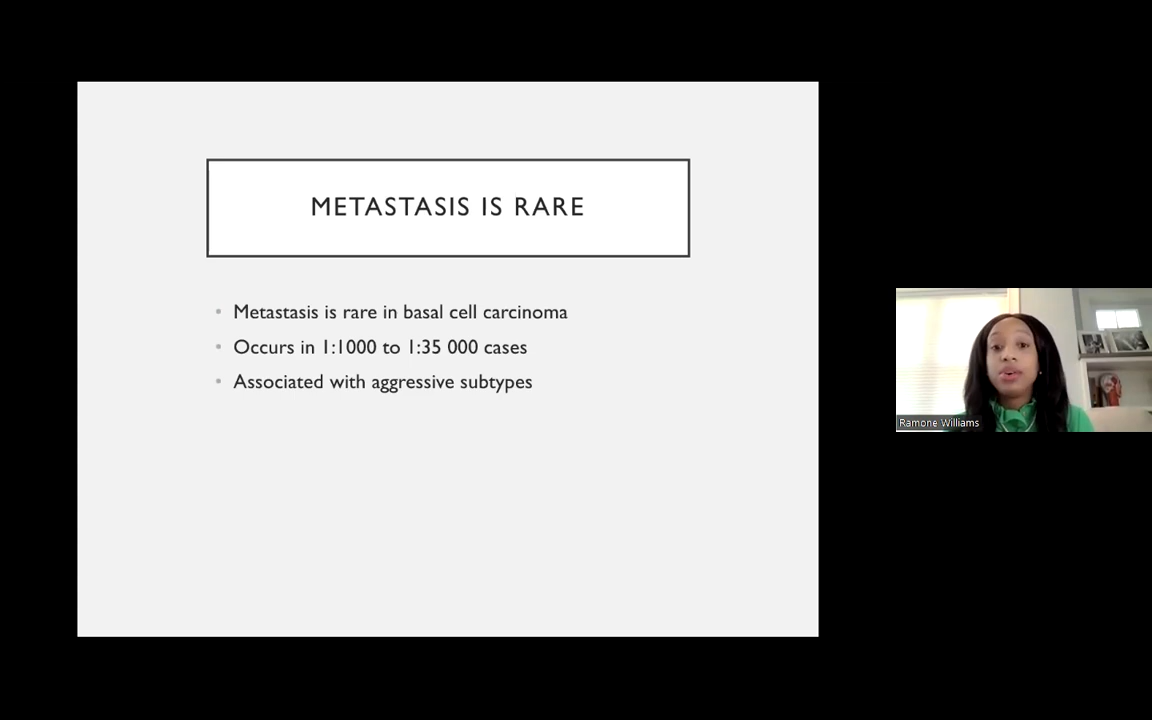 METASTASIS IS RARE
• Metastasis is rare in basal cell carcinoma
• Occurs in 1:1000 to 1:35 000 cases
• Associated with aggressive subtypes
Ramone Williams